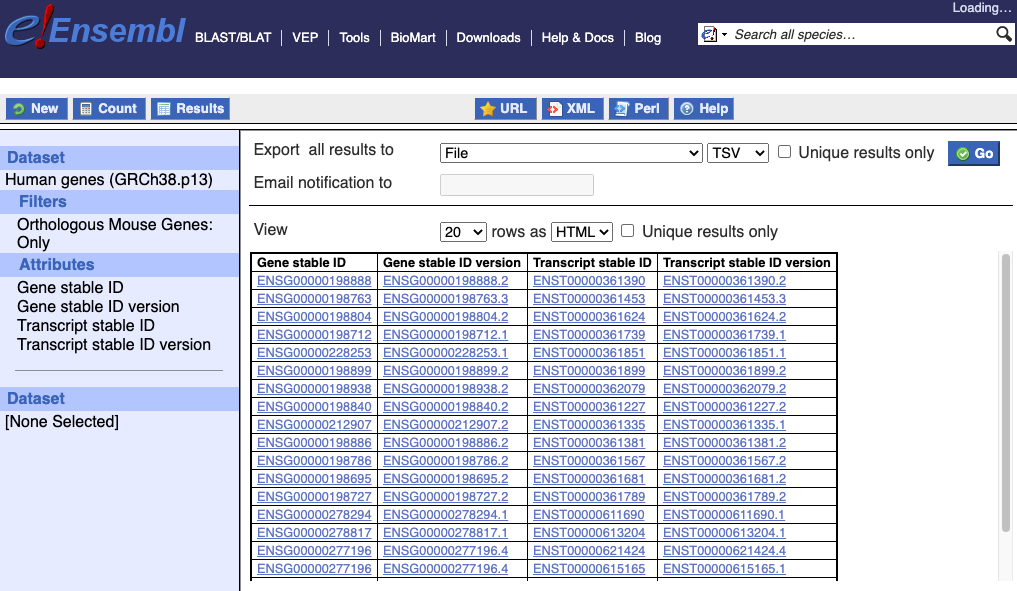 Loading...
e!Ensembl BLAST/BLAT VEP Tools BioMart Downloads Help & Docs Blog Search all species...
New Count Results URL XML Perl Help
Dataset
Human genes (GRCh38.p13)
Filters
Orthologous Mouse Genes:
Only
Attributes
Gene stable ID
Gene stable ID version
Transcript stable ID
Transcript stable ID version
Dataset
[None Selected]
Export all results to File TSV Unique results only Go
Email notification to
View 20 rows as HTML Unique results only
Gene stable ID Gene stable ID version Transcript stable ID Transcript stable ID version
ENSG00000198888 ENSG00000198888.2 ENST00000361390 ENST00000361390.2
ENSG00000198763 ENSG00000198763.3 ENST00000361453 ENST00000361453.3
ENSG00000198804 ENSG00000198804.2 ENST00000361624 ENST00000361624.2
ENSG00000198712 ENSG00000198712.1 ENST00000361739 ENST00000361739.1
ENSG00000228253 ENSG00000228253.1 ENST00000361851 ENST00000361851.1
ENSG00000198899 ENSG00000198899.2 ENST00000361899 ENST00000361899.2
ENSG00000198938 ENSG00000198938.2 ENST00000362079 ENST00000362079.2
ENSG00000198840 ENSG00000198840.2 ENST00000361227 ENST00000361227.2
ENSG00000212907 ENSG00000212907.2 ENST00000361335 ENST00000361335.1
ENSG00000198886 ENSG00000198886.2 ENST00000361381 ENST00000361381.2
ENSG00000198786 ENSG00000198786.2 ENST00000361567 ENST00000361567.2
ENSG00000198695 ENSG00000198695.2 ENST00000361681 ENST00000361681.2
ENSG00000198727 ENSG00000198727.2 ENST00000361789 ENST00000361789.2
ENSG00000278294 ENSG00000278294.1 ENST00000611690 ENST00000611690.1
ENSG00000278817 ENSG00000278817.1 ENST00000613204 ENST00000613204.1
ENSG00000277196 ENSG00000277196.4 ENST00000621424 ENST00000621424.4
ENSG00000277196 ENSG00000277196.4 ENST00000615165 ENST00000615165.1